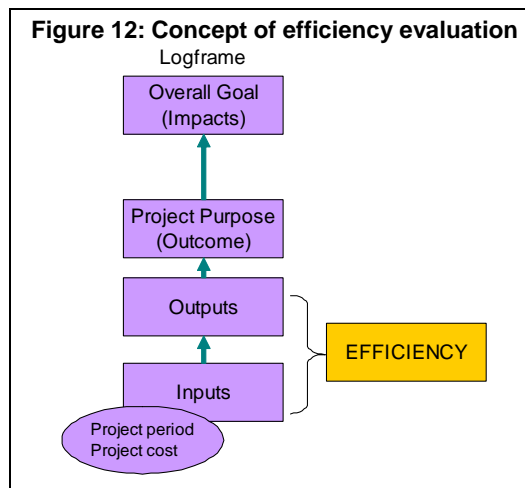 Figure 12: Concept of efficiency evaluation
Logframe
Overall Goal
(Impacts)
Project Purpose
(Outcome)
Outputs
EFFICIENCY
Inputs
Project period
Project cost